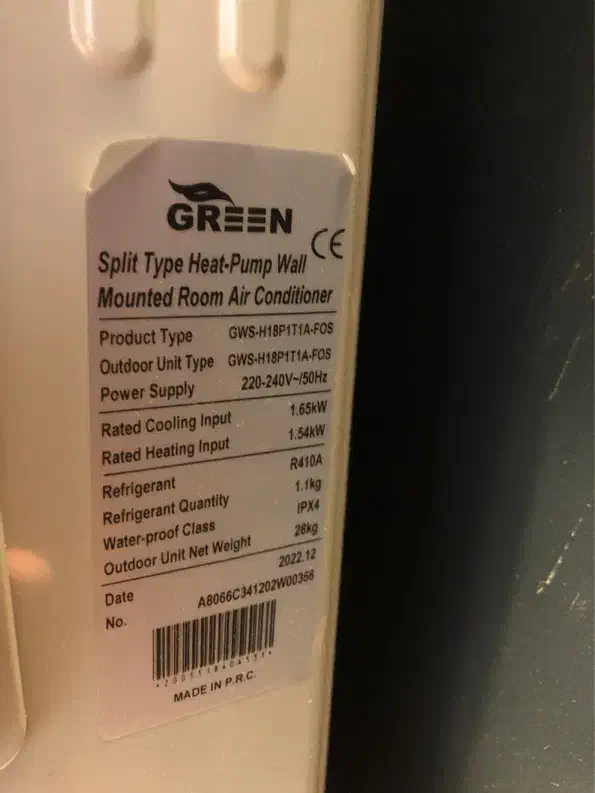 GREEN
CE
Split Type Heat-Pump Wall
Mounted Room Air Conditioner
Product Type GWS-H18P1T1A-FOS
Outdoor Unit Type GWS-H18P1T1A-FOS
Power Supply 220-240V~/50Hz
Rated Cooling Input 1.65kW
Rated Heating Input 1.54kW
Refrigerant R410A
Refrigerant Quantity 1.1kg
Water-proof Class IPX4
Outdoor Unit Net Weight 28kg
Date 2022.12
No. A8066C341202W00366
MADE IN P.R.C.